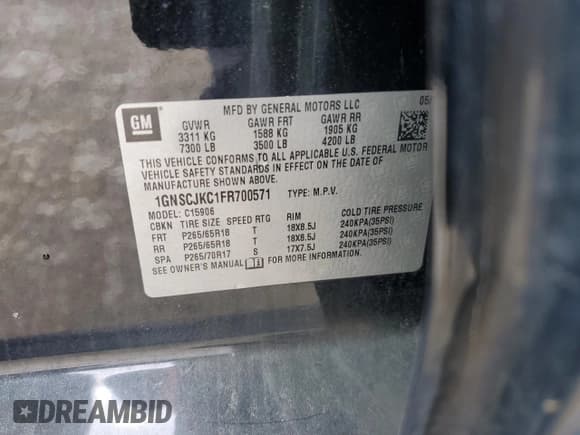 GM
MFD BY GENERAL MOTORS LLC 05/
GVWR GAWR FRT GAWR RR
3311 KG 1588 KG 1905 KG
7300 LB 3500 LB 4200 LB
THIS VEHICLE CONFORMS TO ALL APPLICABLE U.S. FEDERAL MOTOR
VEHICLE SAFETY STANDARDS IN EFFECT ON THE DATE OF
MANUFACTURE SHOWN ABOVE.
1GNSCJKC1FR700571 TYPE: M.P.V.
MODEL: C15906
CBKN TIRE SIZE SPEED RTG RIM COLD TIRE PRESSURE
FRT P265/65R18 T 18X8.5J 240KPA(35PSI)
RR P265/65R18 T 18X8.5J 240KPA(35PSI)
SPA P265/70R17 S 17X7.5J 240KPA(35PSI)
SEE OWNER'S MANUAL FOR MORE INFORMATION.
DREAMBID